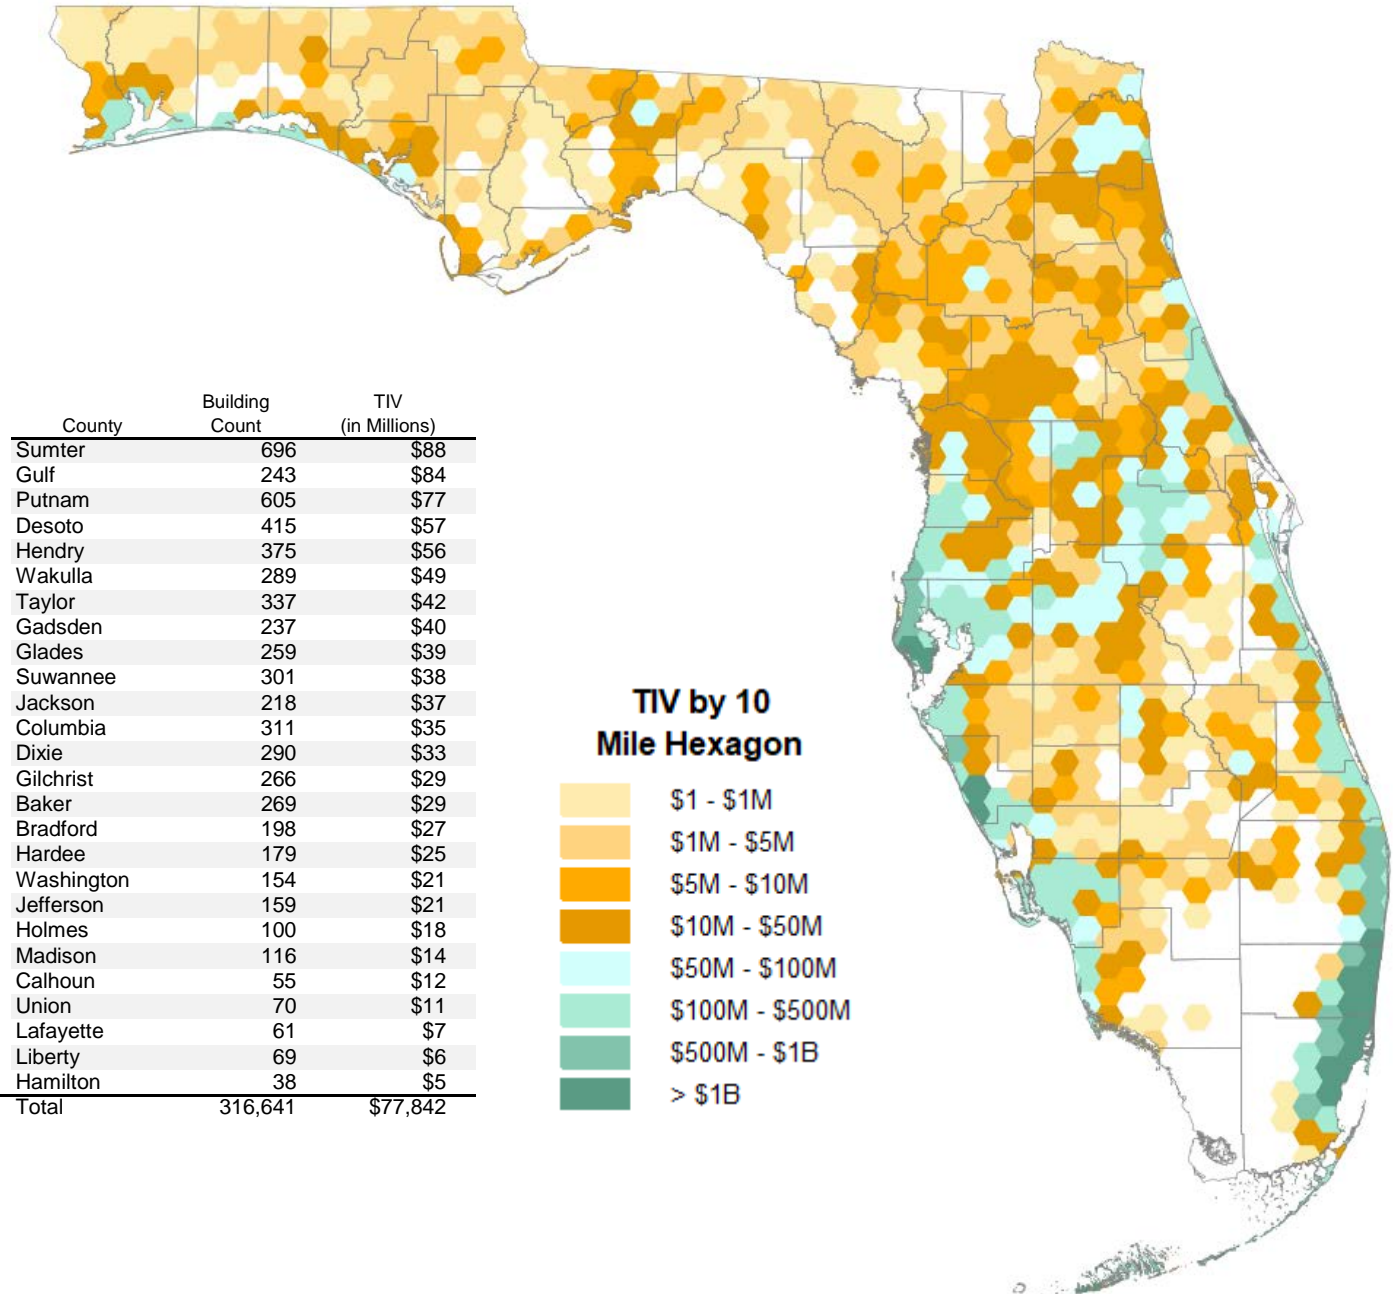 Building TIV
County Count (in Millions)
Sumter 696 $88
Gulf 243 $84
Putnam 605 $77
Desoto 415 $57
Hendry 375 $56
Wakulla 289 $49
Taylor 337 $42
Gadsden 237 $40
Glades 259 $39
Suwannee 301 $38
Jackson 218 $37
Columbia 311 $35
Dixie 290 $33
Gilchrist 266 $29
Baker 269 $29
Bradford 198 $27
Hardee 179 $25
Washington 154 $21
Jefferson 159 $21
Holmes 100 $18
Madison 116 $14
Calhoun 55 $12
Union 70 $11
Lafayette 61 $7
Liberty 69 $6
Hamilton 38 $5
Total 316,641 $77,842
TIV by 10
Mile Hexagon
$1 - $1M
$1M - $5M
$5M - $10M
$10M - $50M
$50M - $100M
$100M - $500M
$500M - $1B
> $1B